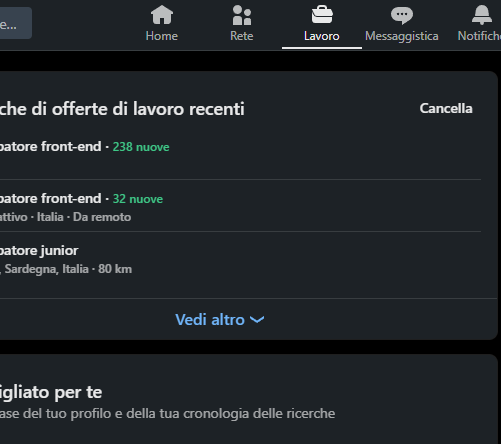 e...
Home
Rete
Lavoro
Messaggistica
Notifich
che di offerte di lavoro recenti
Cancella
patore front-end · 238 nuove
patore front-end · 32 nuove
attivo · Italia · Da remoto
patore junior
, Sardegna, Italia · 80 km
Vedi altro
igliato per te
ase del tuo profilo e della tua cronologia delle ricerche